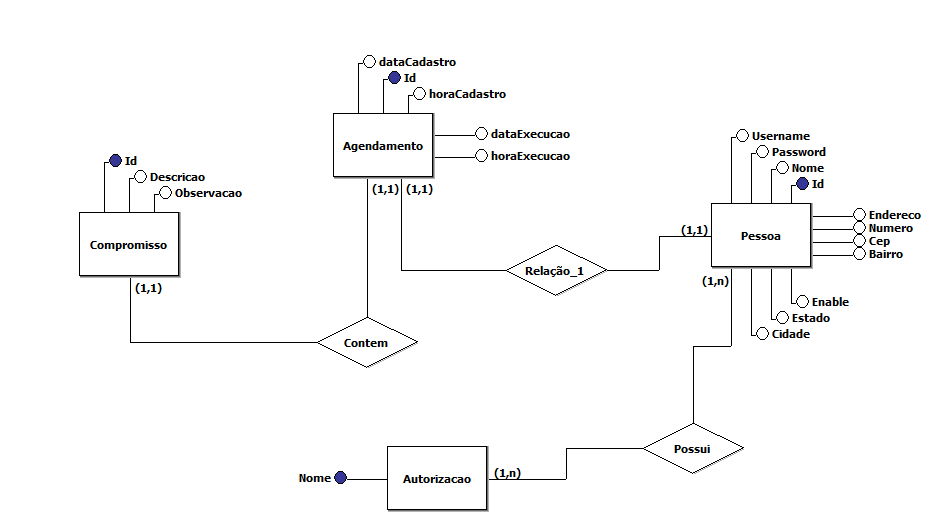 dataCadastro
Id
horaCadastro
Agendamento
dataExecucao
horaExecucao
(1,1)
(1,1)
Id
Descricao
Observacao
Compromisso
(1,1)
Contem
Relação_1
Username
Password
Nome
Id
(1,1)
Pessoa
Endereco
Numero
Cep
Bairro
(1,n)
Enable
Estado
Cidade
Possui
Nome
Autorizacao
(1,n)